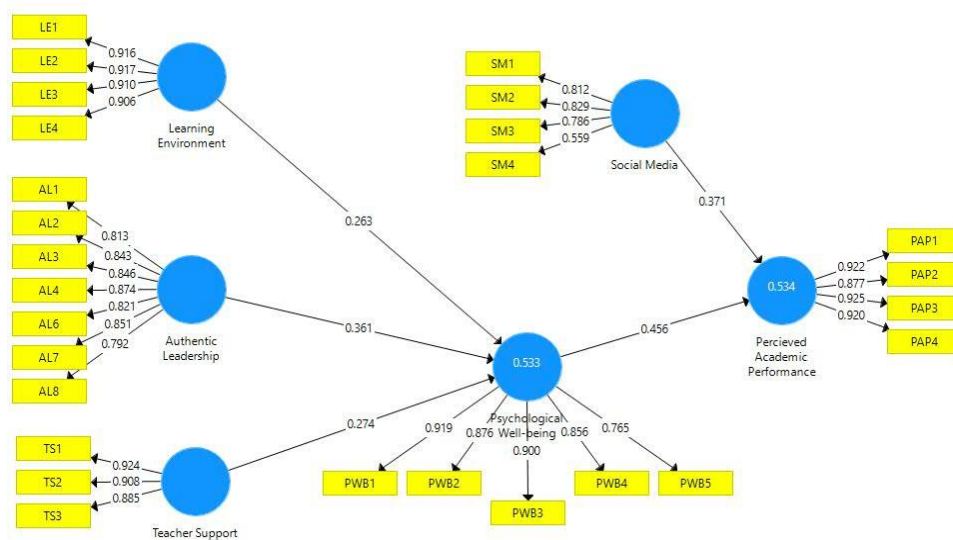 LE1
LE2
LE3
LE4
0.916
0.917
0.910
0.906
Learning
Environment
SM1
SM2
SM3
SM4
0.812
0.829
0.786
0.559
Social Media
0.263
0.371
AL1
AL2
AL3
AL4
AL6
AL7
AL8
0.813
0.843
0.846
0.874
0.821
0.851
0.792
Authentic
Leadership
0.361
0.534
Percieved
Academic
Performance
0.922
0.877
0.925
0.920
PAP1
PAP2
PAP3
PAP4
0.456
0.533
Psychological
Well-being
0.274
0.919
0.876
0.900
0.856
0.765
PWB1
PWB2
PWB3
PWB4
PWB5
TS1
TS2
TS3
0.924
0.908
0.885
Teacher Support